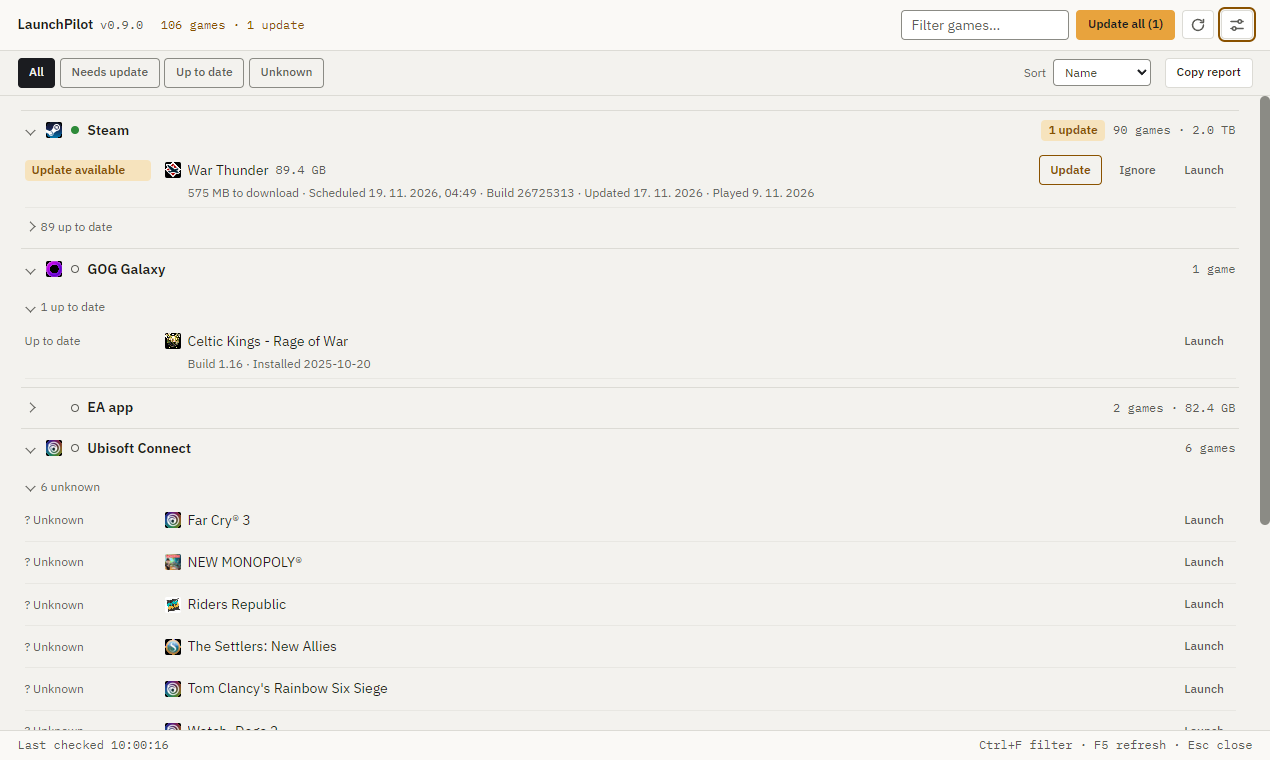 LaunchPilot v0.9.0 106 games · 1 update Filter games... Update all (1)
All Needs update Up to date Unknown Sort Name Copy report
Steam 1 update 90 games · 2.0 TB
Update available War Thunder 89.4 GB Update Ignore Launch
575 MB to download · Scheduled 19. 11. 2026, 04:49 · Build 26725313 · Updated 17. 11. 2026 · Played 9. 11. 2026
89 up to date
GOG Galaxy 1 game
1 up to date
Up to date Celtic Kings - Rage of War Launch
Build 1.16 · Installed 2025-10-20
EA app 2 games · 82.4 GB
Ubisoft Connect 6 games
6 unknown
? Unknown Far Cry® 3 Launch
? Unknown NEW MONOPOLY® Launch
? Unknown Riders Republic Launch
? Unknown The Settlers: New Allies Launch
? Unknown Tom Clancy's Rainbow Six Siege Launch
? Unknown Launch
Last checked 10:00:16 Ctrl+F filter · F5 refresh · Esc close